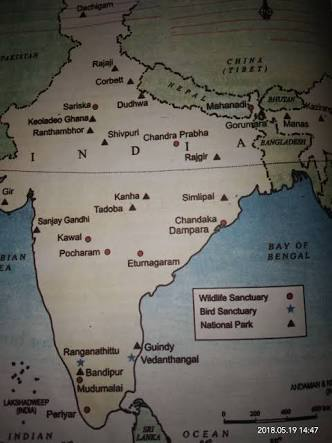 Dachigam
PAKISTAN
Rajaji
CHINA
(TIBET)
Corbett
NEPAL
Dudhwa
Sariska
Mahanadi
BHUTAN
Keoladeo Ghana
Gorumara
Manas
Ranthambhor
Shivpuri
Chandra Prabha
INDIA
BANGLADESH
Rajgir
Gir
Kanha
Simlipal
Tadoba
Sanjay Gandhi
Chandaka
Dampara
Kawal
BAY OF
BENGAL
Pocharam
Eturnagaram
Wildlife Sanctuary
Bird Sanctuary
National Park
Ranganathittu
Guindy
Vedanthangal
Bandipur
Mudumalai
LAKSHADWEEP
(INDIA)
Periyar
SRI
LANKA
INDIAN OCEAN
2018.05.19 14:47